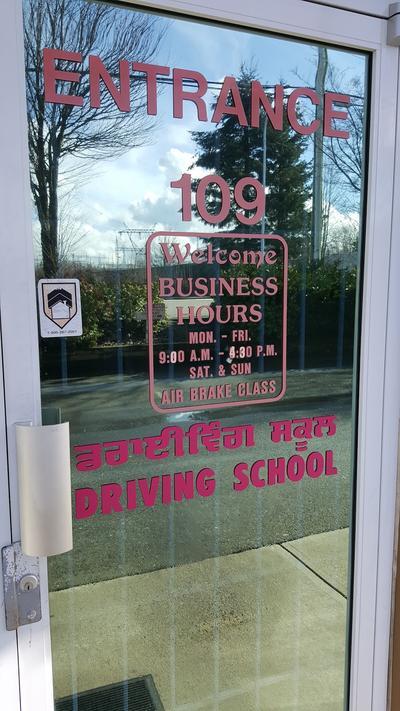 ENTRANCE
109
Welcome
BUSINESS
HOURS
MON. - FRI.
9:00 A.M. - 4:30 P.M.
SAT. & SUN
AIR BRAKE CLASS
ਡਰਾਈਵਿੰਗ ਸਕੂਲ
DRIVING SCHOOL